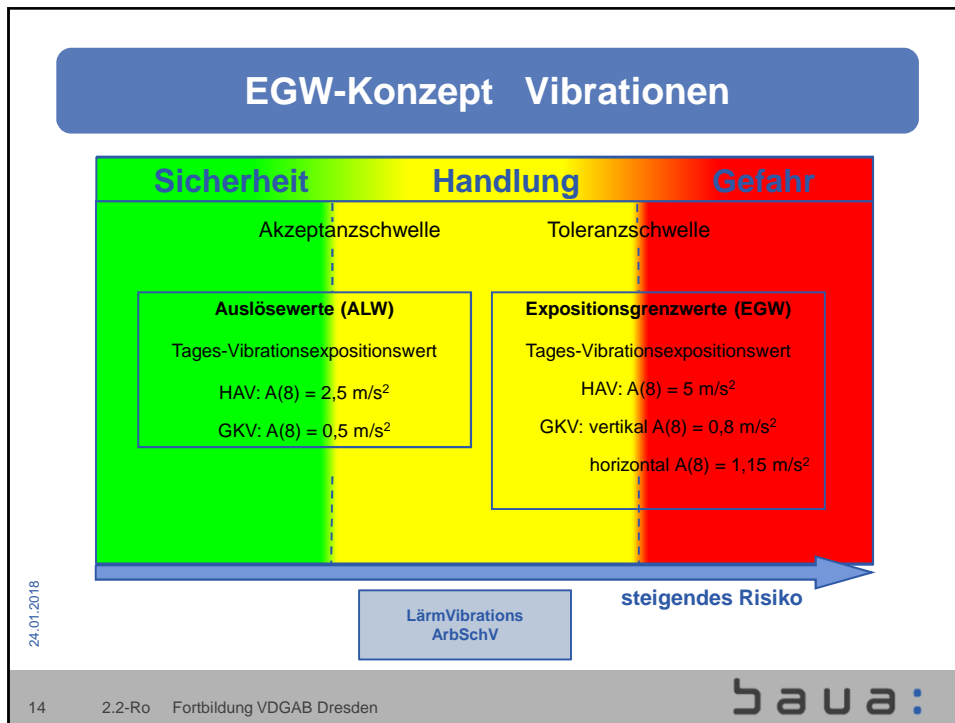 EGW-Konzept Vibrationen
Sicherheit Handlung Gefahr
Akzeptanzschwelle Toleranzschwelle
Auslösewerte (ALW)
Tages-Vibrationsexpositionswert
HAV: A(8) = 2,5 m/s²
GKV: A(8) = 0,5 m/s²
Expositionsgrenzwerte (EGW)
Tages-Vibrationsexpositionswert
HAV: A(8) = 5 m/s²
GKV: vertikal A(8) = 0,8 m/s²
horizontal A(8) = 1,15 m/s²
steigendes Risiko
LärmVibrations
ArbSchV
24.01.2018
14 2.2-Ro Fortbildung VDGAB Dresden
baua: